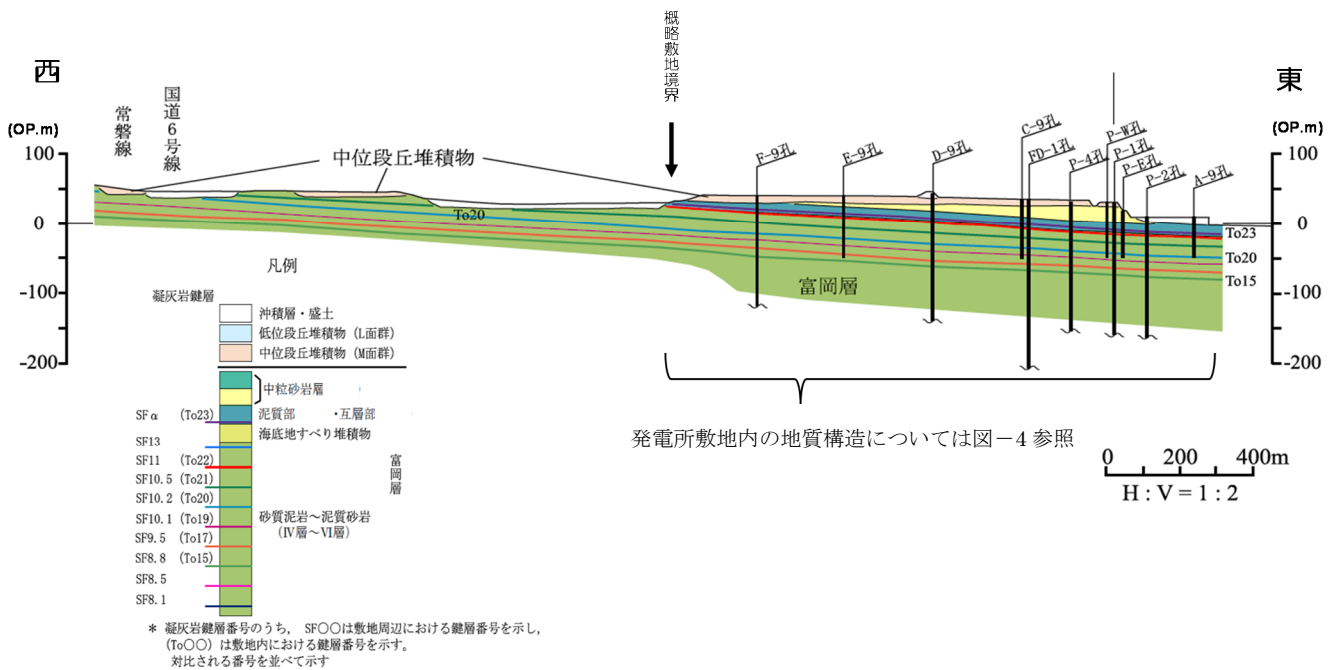 西
東
概略敷地境界
国道6号線
常磐線
(OP.m)
(OP.m)
中位段丘堆積物
F-9孔
E-9孔
D-9孔
C-9孔
FD-1孔
P-4孔
P-W孔
P-1孔
P-E孔
P-2孔
A-9孔
100
0
-100
-200
100
0
-100
-200
To20
To23
To20
To15
富岡層
凡例
凝灰岩鍵層
沖積層・盛土
低位段丘堆積物（L面群）
中位段丘堆積物（M面群）
中粒砂岩層
SFα (To23) 泥質部 ・互層部
海底地すべり堆積物
SF13
SF11 (To22)
SF10.5 (To21)
SF10.2 (To20)
SF10.1 (To19) 砂質泥岩～泥質砂岩
(Ⅳ層～Ⅵ層)
SF9.5 (To17)
SF8.8 (To15)
SF8.5
SF8.1
富岡層
発電所敷地内の地質構造については図－4 参照
0 200 400m
H : V = 1 : 2
＊ 凝灰岩鍵層番号のうち， SF〇〇は敷地周辺における鍵層番号を示し，
(To〇〇) は敷地内における鍵層番号を示す。
対比される番号を並べて示す